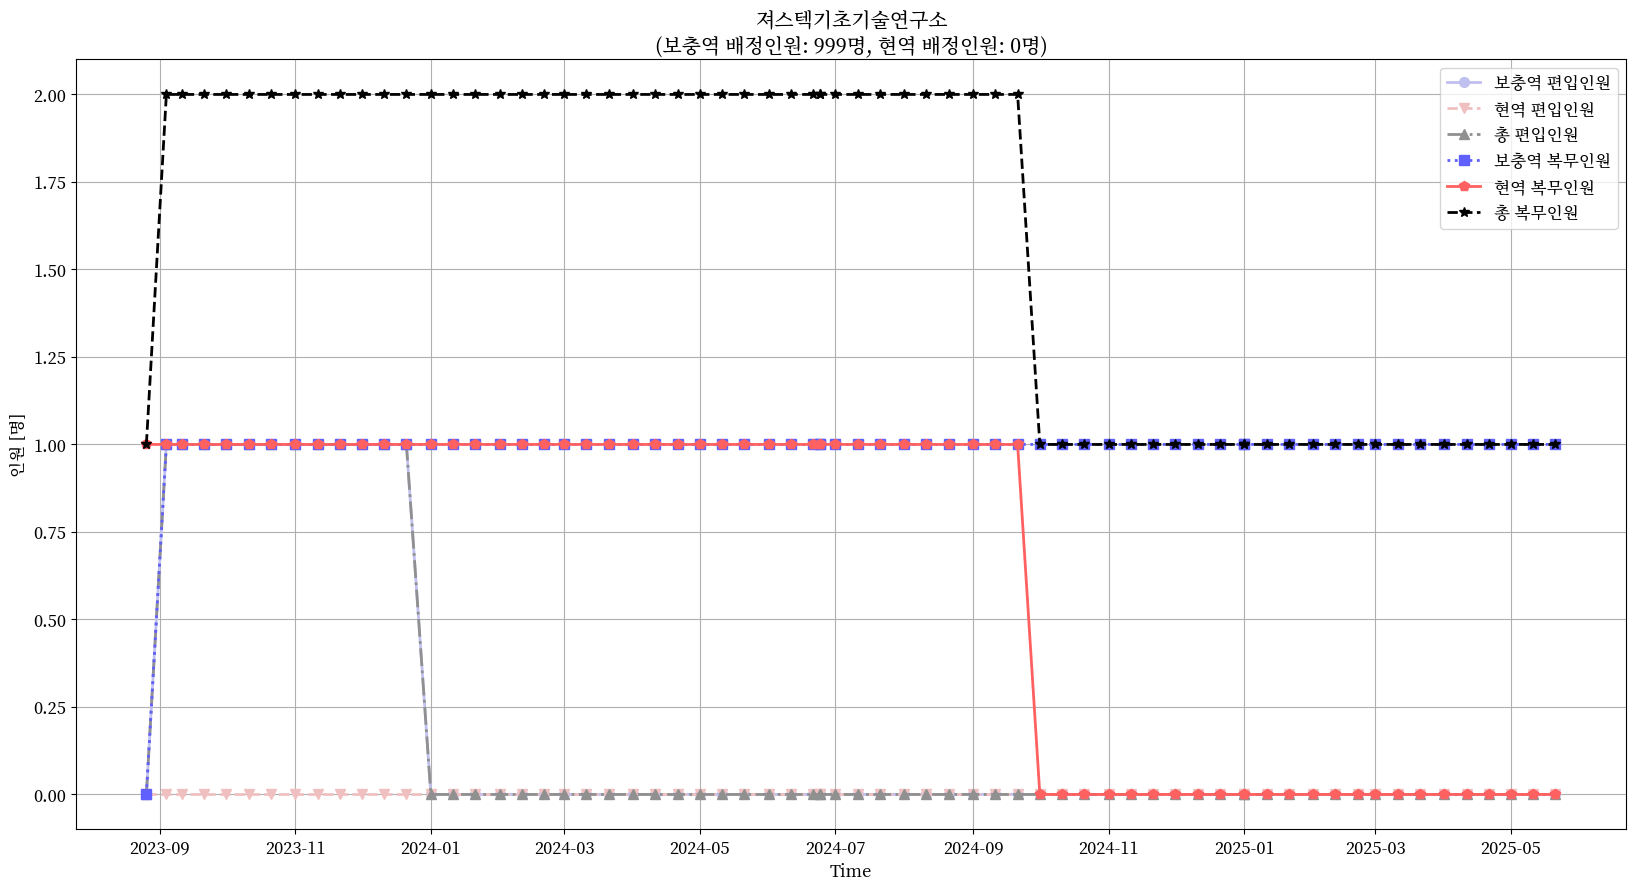 져스텍기초기술연구소
(보충역 배정인원: 999명, 현역 배정인원: 0명)
보충역 편입인원
현역 편입인원
총 편입인원
보충역 복무인원
현역 복무인원
총 복무인원
2.00
1.75
1.50
1.25
1.00
0.75
0.50
0.25
0.00
인원 [명]
2023-09
2023-11
2024-01
2024-03
2024-05
2024-07
2024-09
2024-11
2025-01
2025-03
2025-05
Time